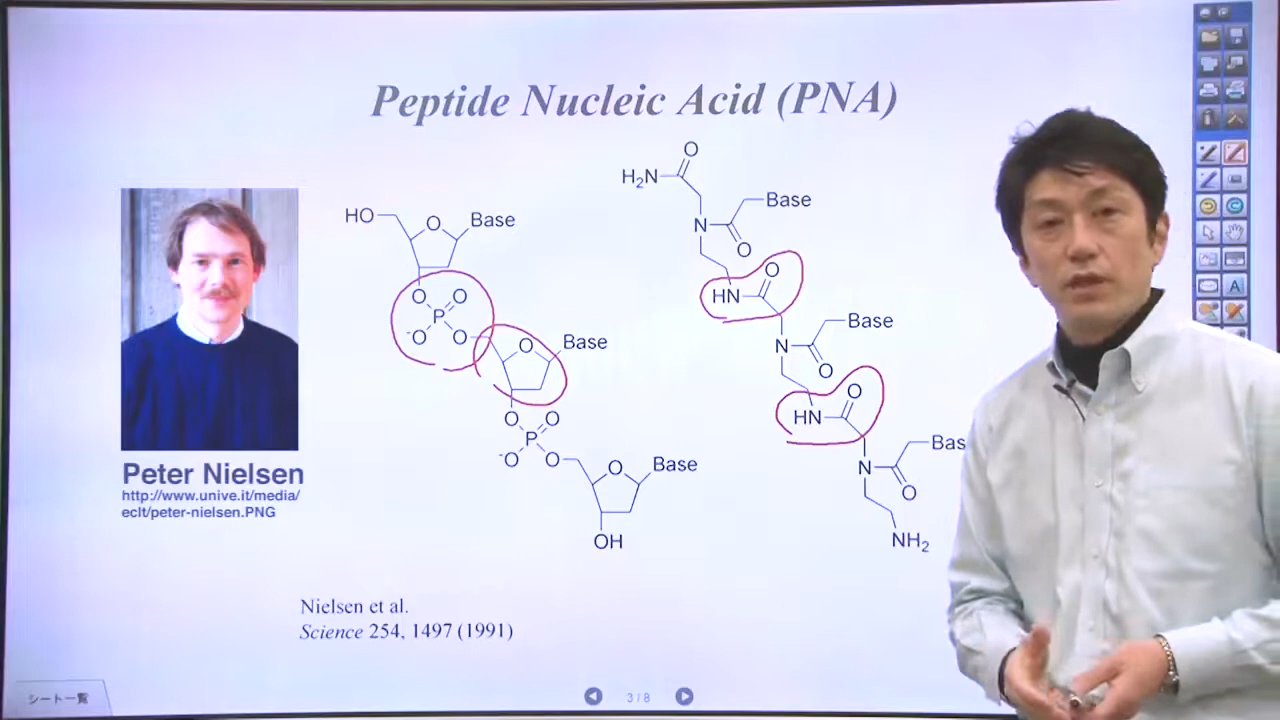 Peptide Nucleic Acid (PNA)
Peter Nielsen
http://www.unive.it/media/
eclt/peter-nielsen.PNG
HO
O
Base
O
O
P
-O
O
O
Base
O
O
P
-O
O
O
Base
OH
O
H2N
Base
N
O
O
HN
Base
N
O
O
HN
Bas
N
O
NH2
Nielsen et al.
Science 254, 1497 (1991)
シート一覧
3 / 8
A